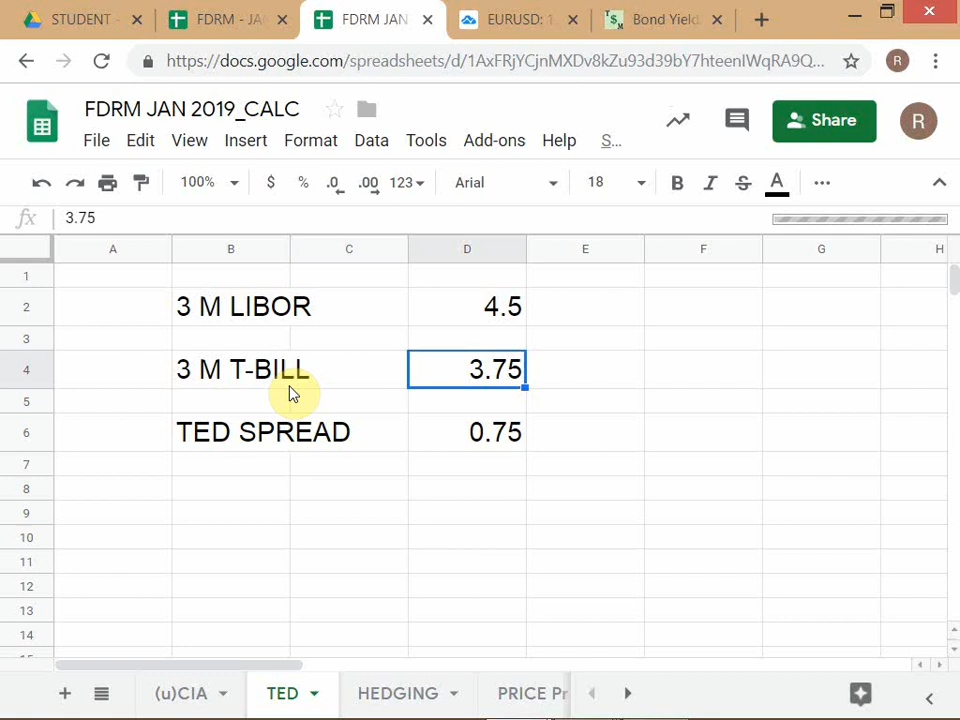 STUDENT -
FDRM - JA
FDRM JAN
EURUSD: 1
Bond Yield
https://docs.google.com/spreadsheets/d/1AxFRjYCjnMXDv8kZu93d39bY7hteenIWqRA9Q...
R
FDRM JAN 2019_CALC
Share
R
File Edit View Insert Format Data Tools Add-ons Help S...
100% $ % .0 .00 123 Arial 18 B I S A ...
fx 3.75
A B C D E F G H
1
2 3 M LIBOR 4.5
3
4 3 M T-BILL 3.75
5
6 TED SPREAD 0.75
7
8
9
10
11
12
13
14
+ (u)CIA TED HEDGING PRICE Pr